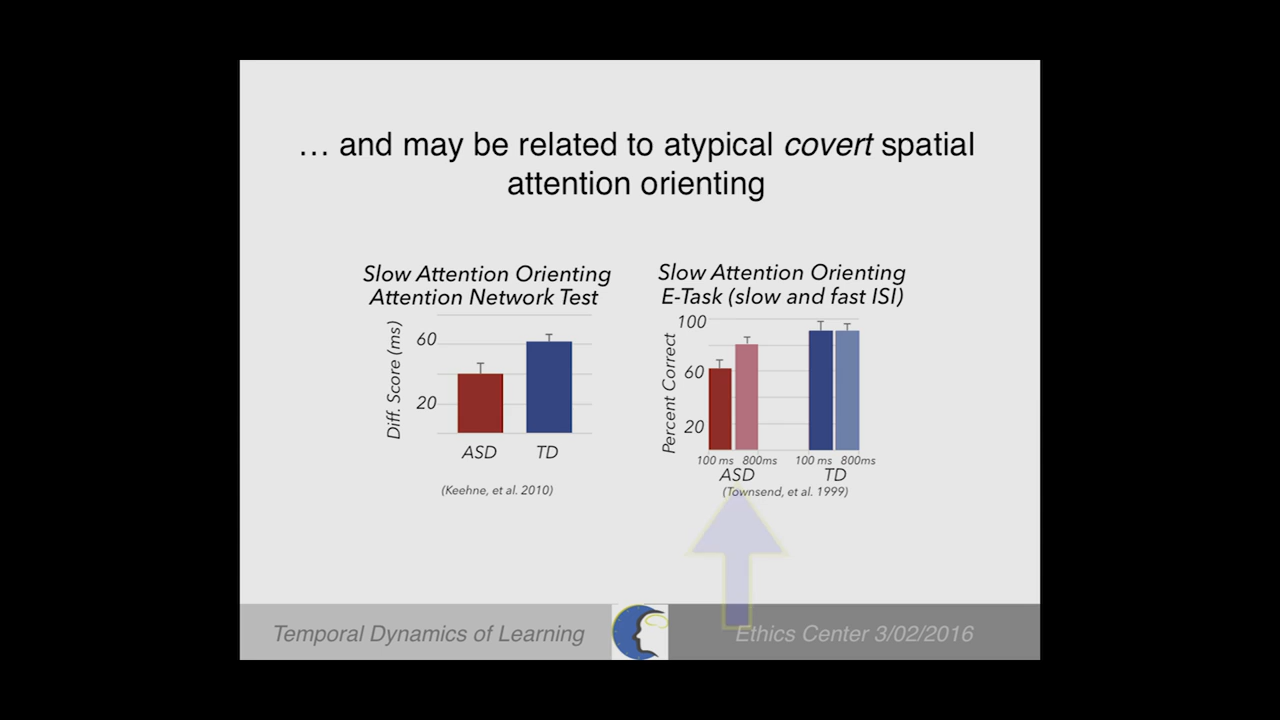 … and may be related to atypical covert spatial
attention orienting
Slow Attention Orienting
Attention Network Test
Diff. Score (ms)
60
20
ASD
TD
(Keehne, et al. 2010)
Slow Attention Orienting
E-Task (slow and fast ISI)
Percent Correct
100
60
20
100 ms 800ms 100 ms 800ms
ASD TD
(Townsend, et al. 1999)
Temporal Dynamics of Learning
Ethics Center 3/02/2016